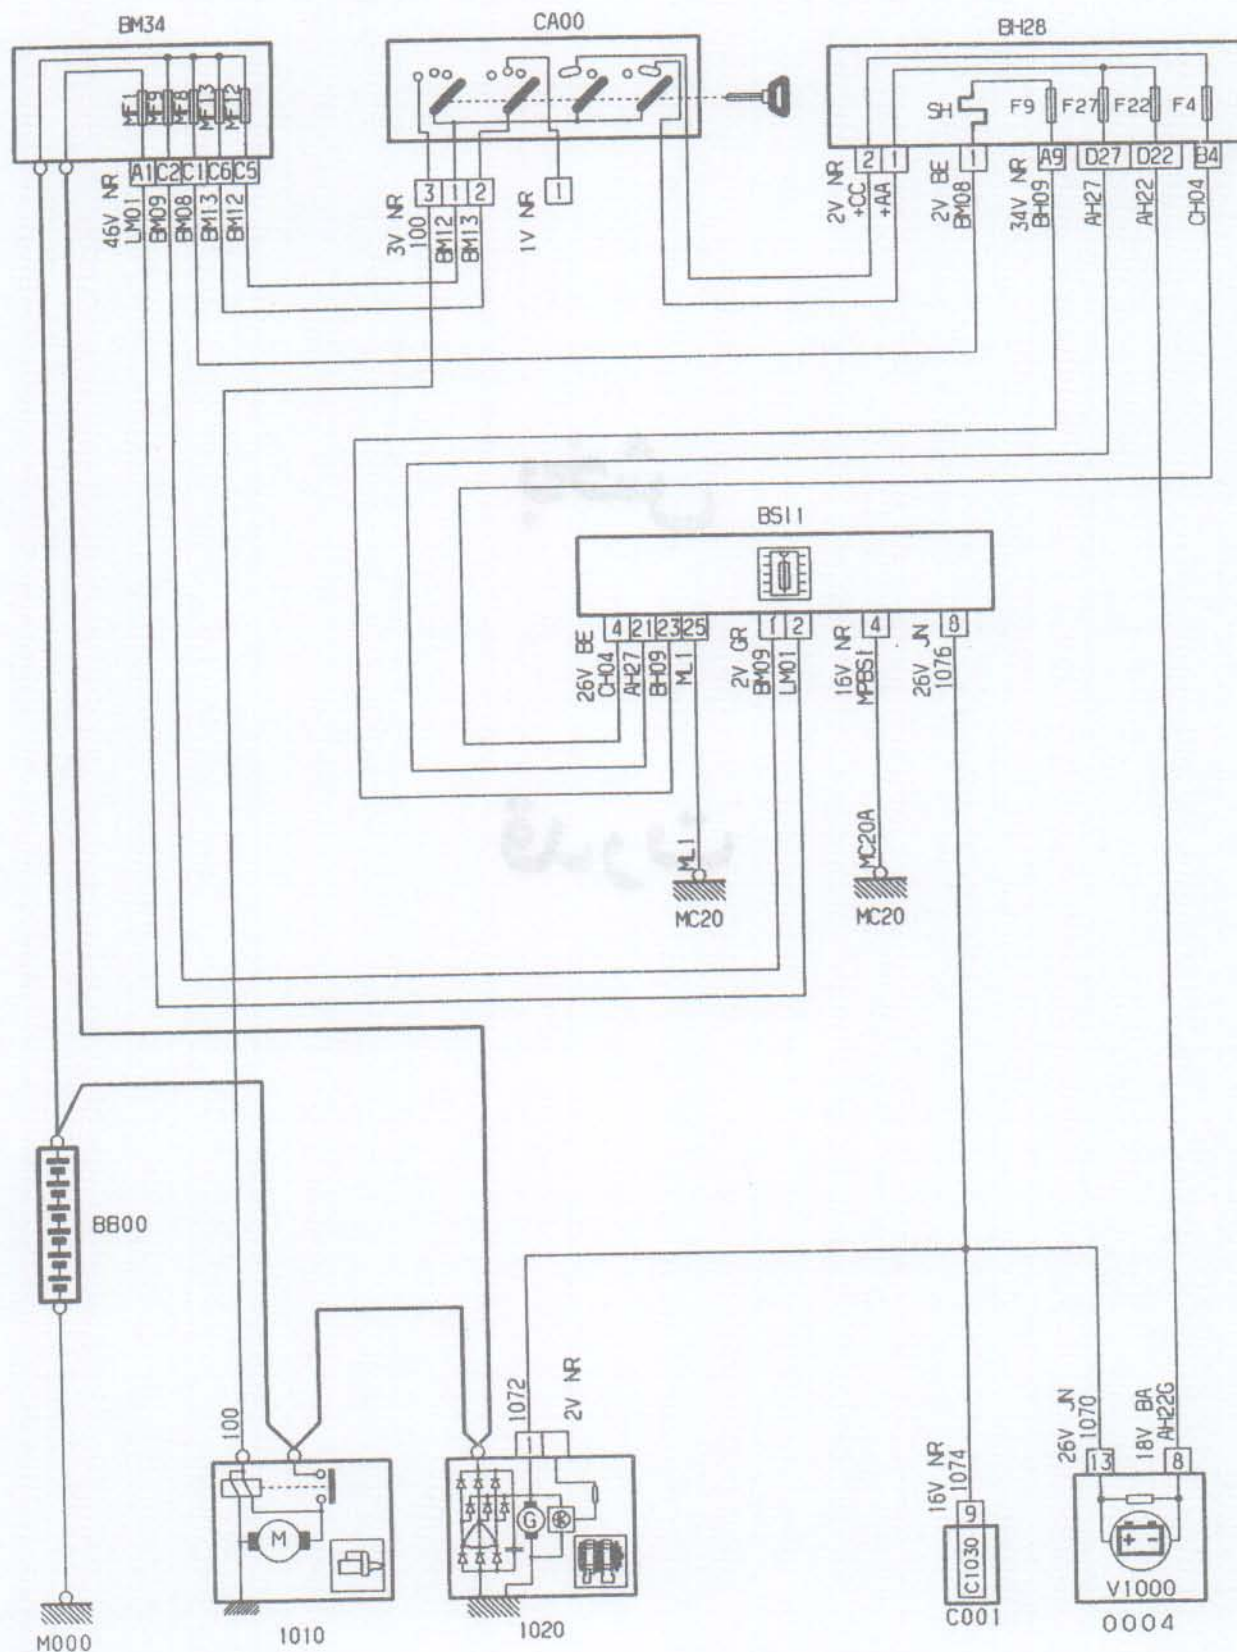 BM34
CA00
BH28
MF1
MF9
MF8
MF13
MF12
SH
F9
F27
F22
F4
A1 C2 C1 C6 C5
46V NR
LM01
BM09
BM08
BM13
BM12
3 1 2
3V NR
100
BM12
BM13
1
1V NR
2 1
2V NR
+CC
+AA
1
2V BE
BM08
A9 D27 D22 B4
34V NR
BH09
AH27
AH22
CH04
BSI1
4 21 23 25
26V BE
CH04
AH27
BH09
ML1
1 2
2V GR
BM09
LM01
4
16V NR
MPBSI
8
26V JN
1076
ML1
MC20
MC20A
MC20
BB00
M000
100
M
1010
1072
2V NR
1
G
1020
16V NR
1074
9
C1030
C001
26V JN
1070
18V BA
AH22G
13
8
+ -
V1000
0004